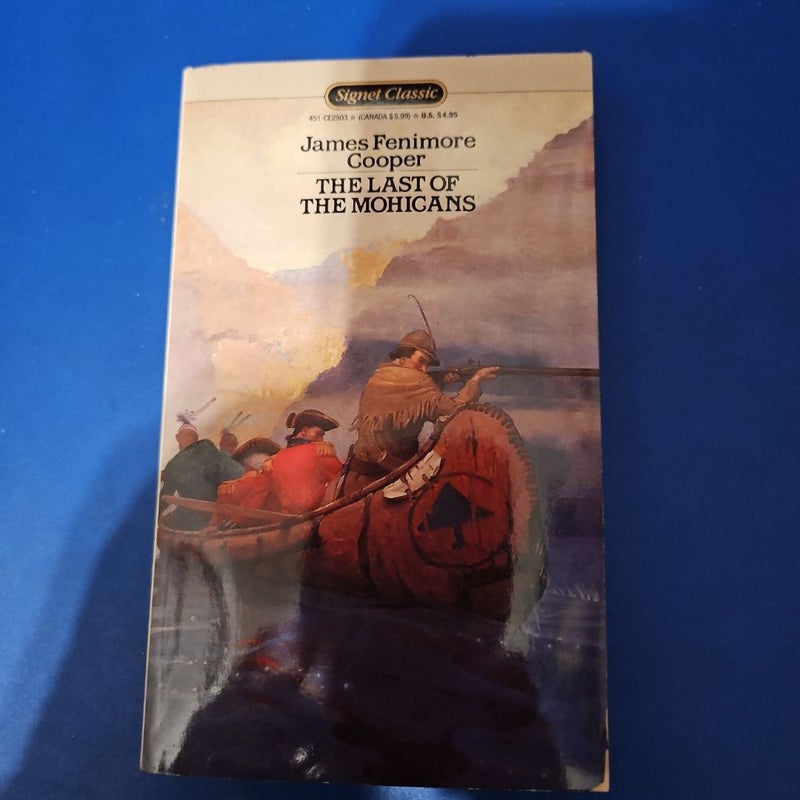 Signet Classic
451-CE2503 ☆ (CANADA $5.99) ☆ U.S. $4.95
James Fenimore
Cooper
THE LAST OF
THE MOHICANS